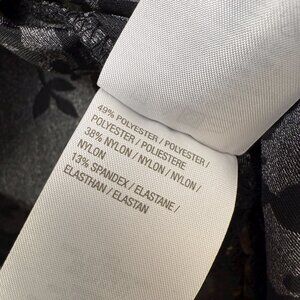 49% POLYESTER / POLYESTER /
POLYESTER / POLIESTERE
38% NYLON / NYLON / NYLON /
NYLON
13% SPANDEX / ELASTANE /
ELASTHAN / ELASTAN